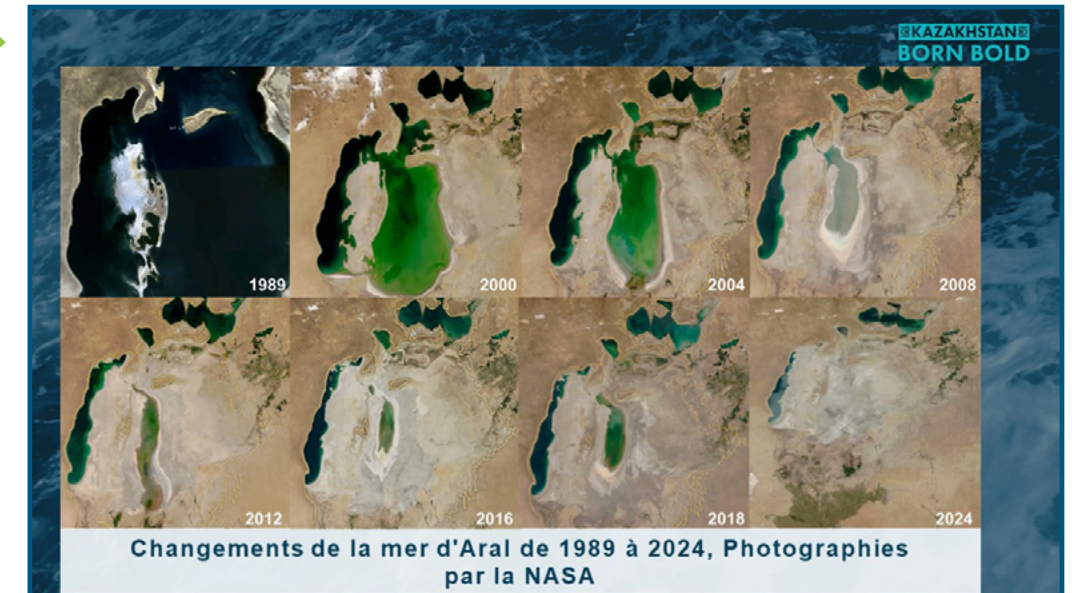 KAZAKHSTAN
BORN BOLD
1989
2000
2004
2008
2012
2016
2018
2024
Changements de la mer d'Aral de 1989 à 2024, Photographies
par la NASA